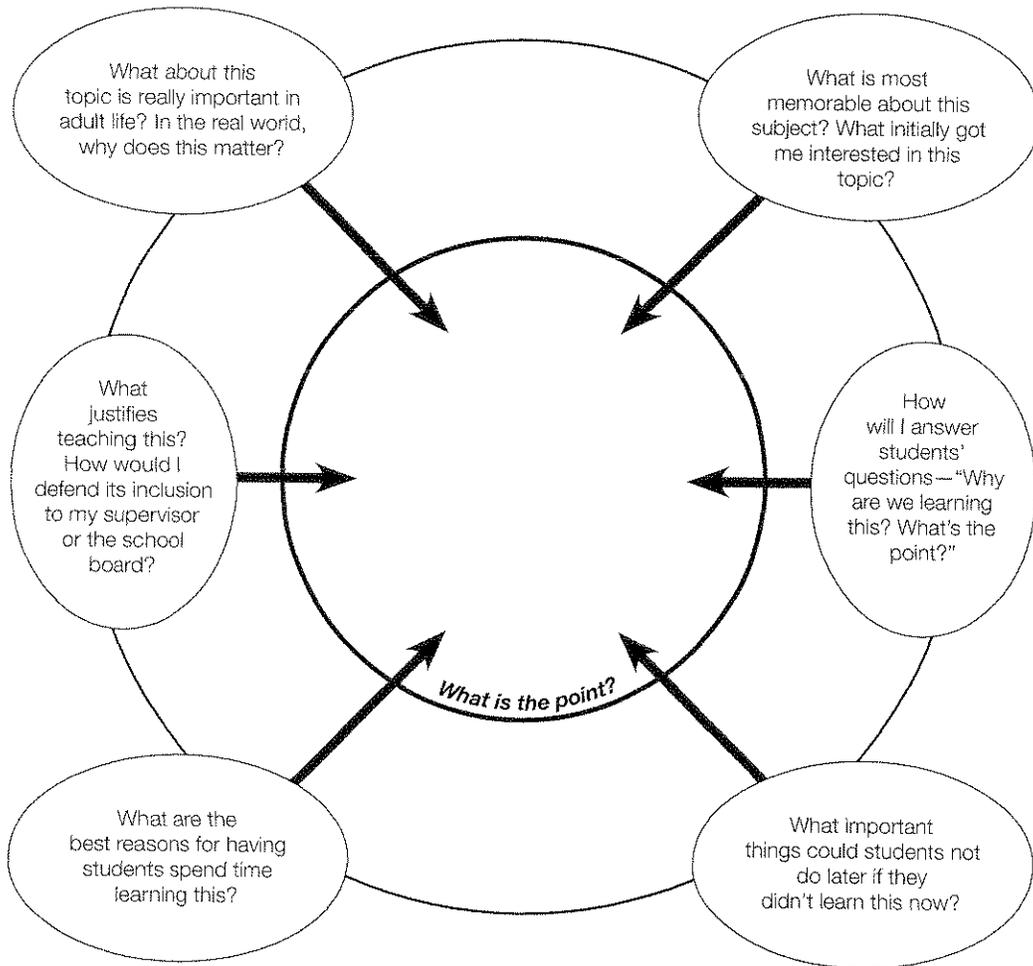 What about this
topic is really important in
adult life? In the real world,
why does this matter?
What is most
memorable about this
subject? What initially got
me interested in this
topic?
What
justifies
teaching this?
How would I
defend its inclusion
to my supervisor
or the school
board?
How
will I answer
students'
questions—"Why
are we learning
this? What's the
point?"
What is the point?
What are the
best reasons for having
students spend time
learning this?
What important
things could students not
do later if they
didn't learn this now?